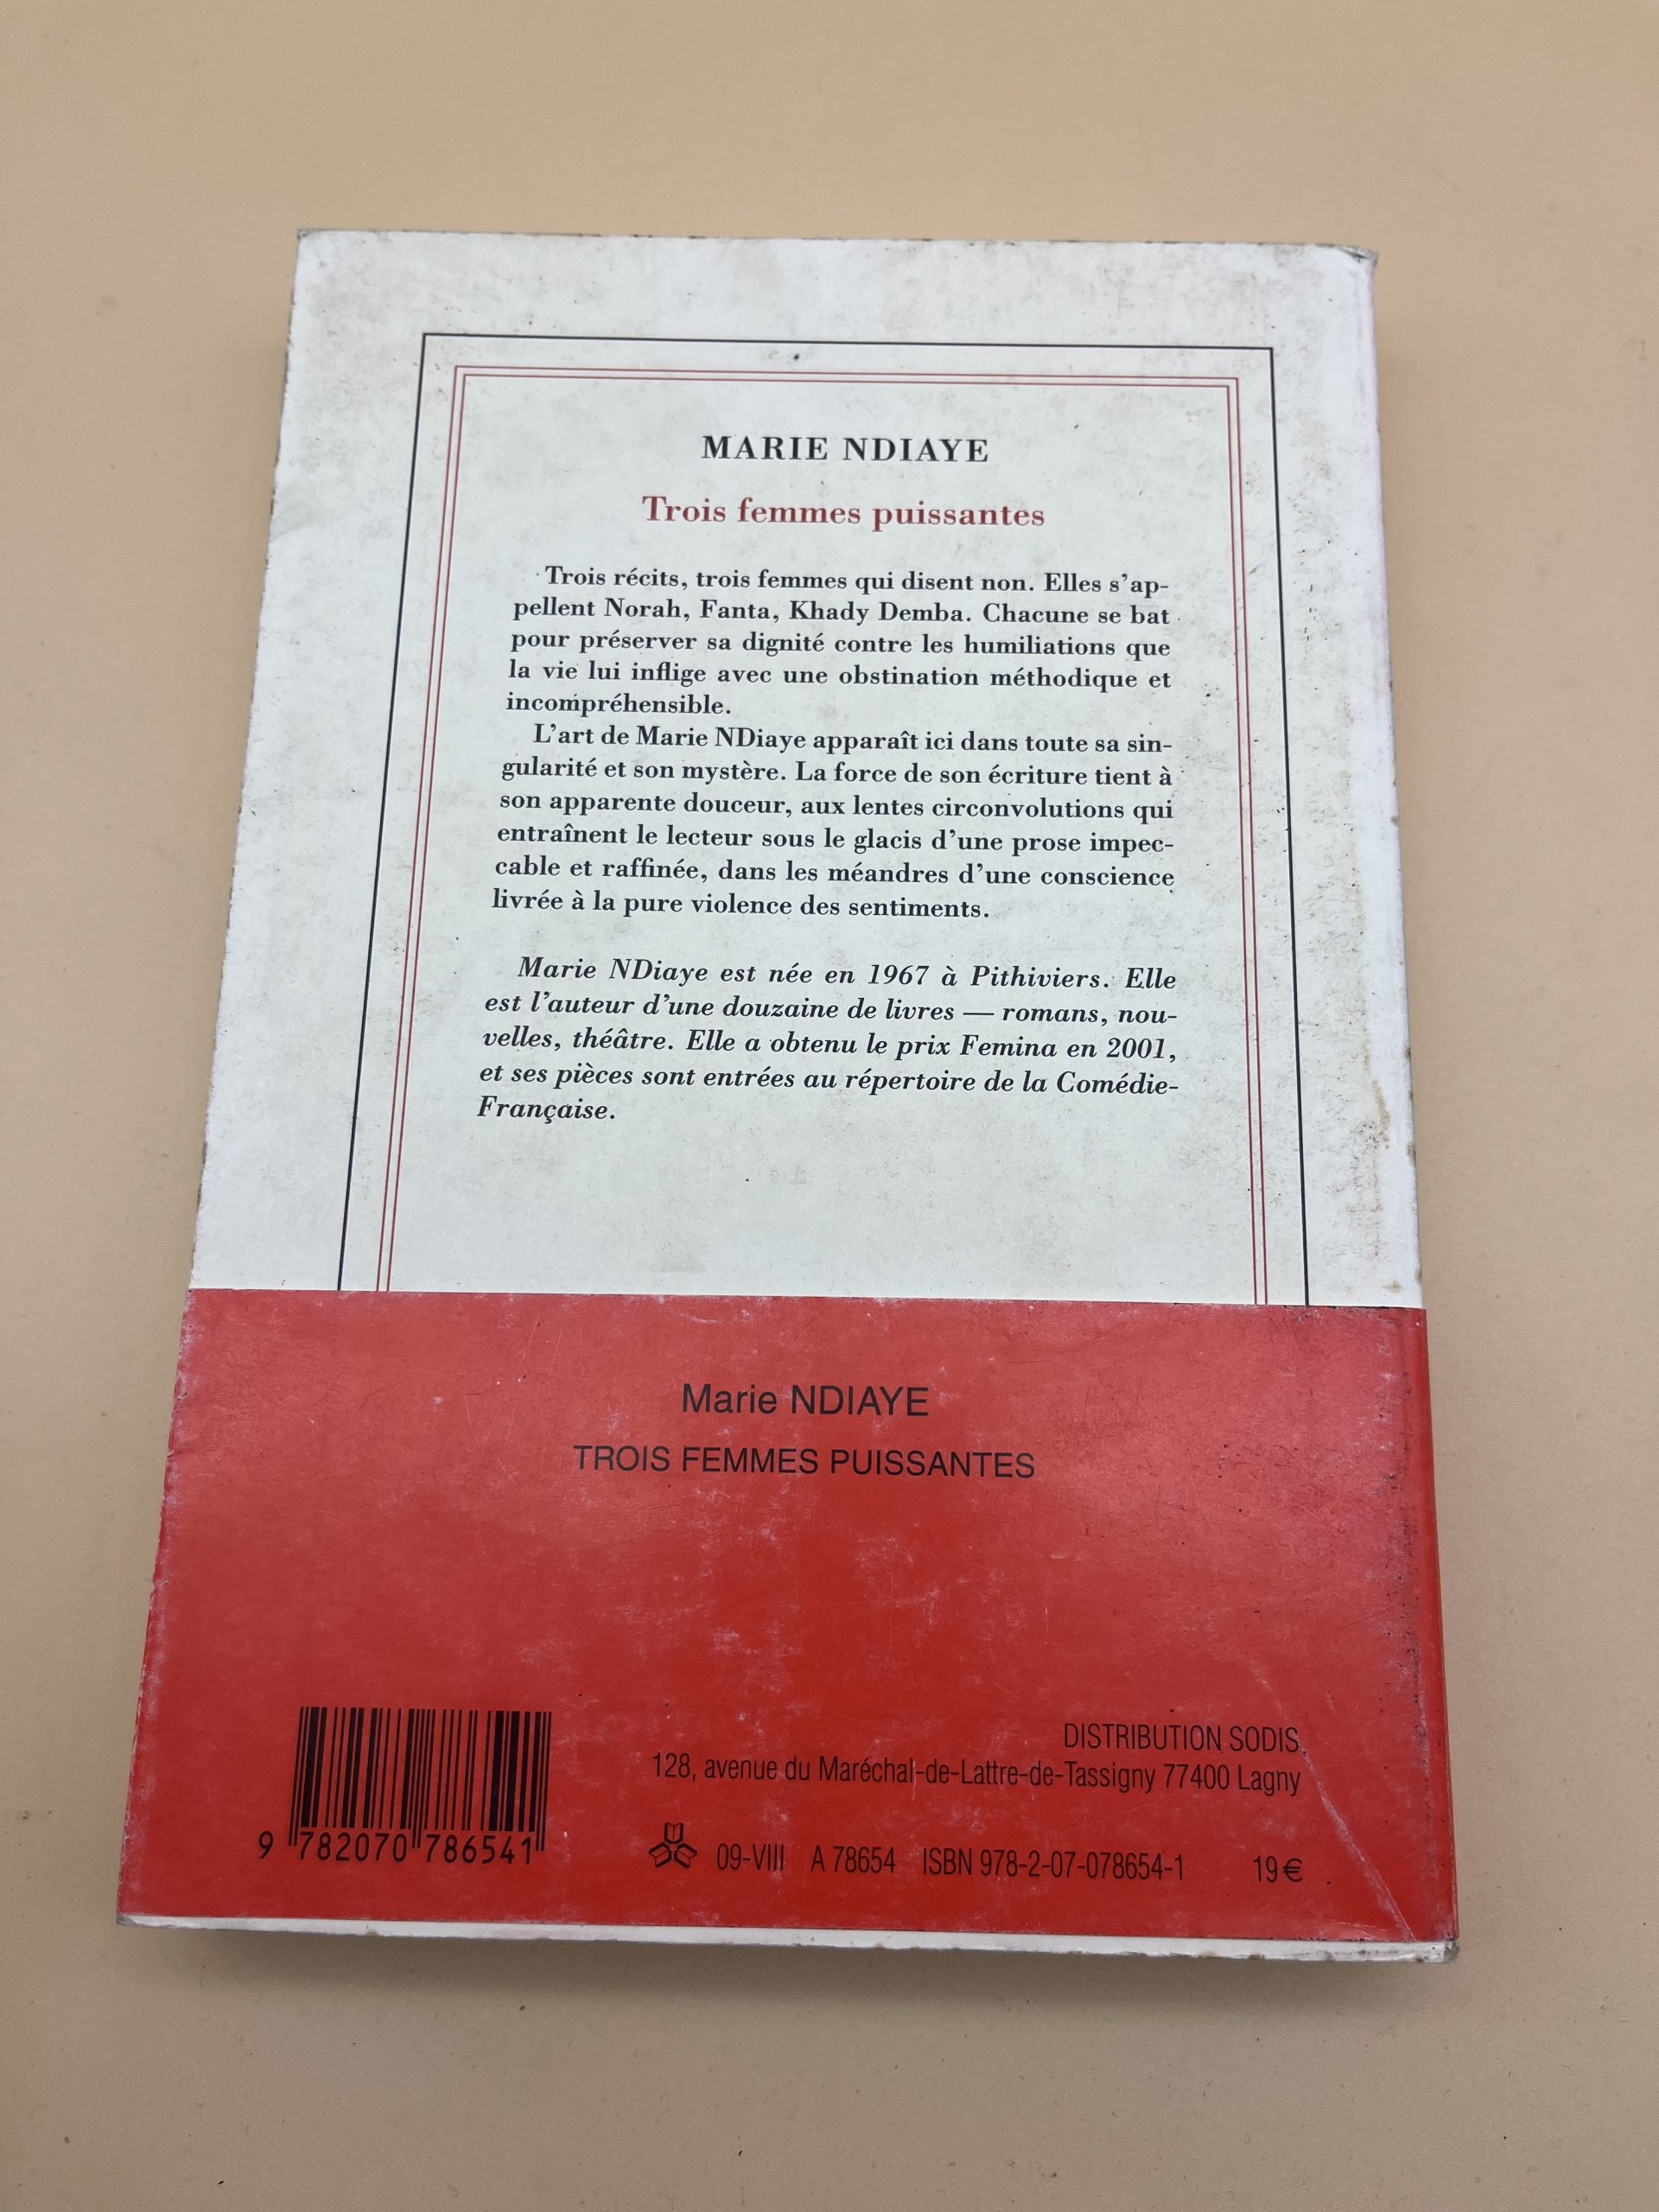 MARIE NDIAYE
Trois femmes puissantes
Trois récits, trois femmes qui disent non. Elles s'ap-
pellent Norah, Fanta, Khady Demba. Chacune se bat
pour préserver sa dignité contre les humiliations que
la vie lui inflige avec une obstination méthodique et
incompréhensible.
L'art de Marie NDiaye apparaît ici dans toute sa sin-
gularité et son mystère. La force de son écriture tient à
son apparente douceur, aux lentes circonvolutions qui
entraînent le lecteur sous le glacis d'une prose impec-
cable et raffinée, dans les méandres d'une conscience
livrée à la pure violence des sentiments.
Marie NDiaye est née en 1967 à Pithiviers. Elle
est l'auteur d'une douzaine de livres — romans, nou-
velles, théâtre. Elle a obtenu le prix Femina en 2001,
et ses pièces sont entrées au répertoire de la Comédie-
Française.
Marie NDIAYE
TROIS FEMMES PUISSANTES
DISTRIBUTION SODIS
128, avenue du Maréchal-de-Lattre-de-Tassigny 77400 Lagny
9 782070 786541
09-VIII A 78654 ISBN 978-2-07-078654-1 19 €